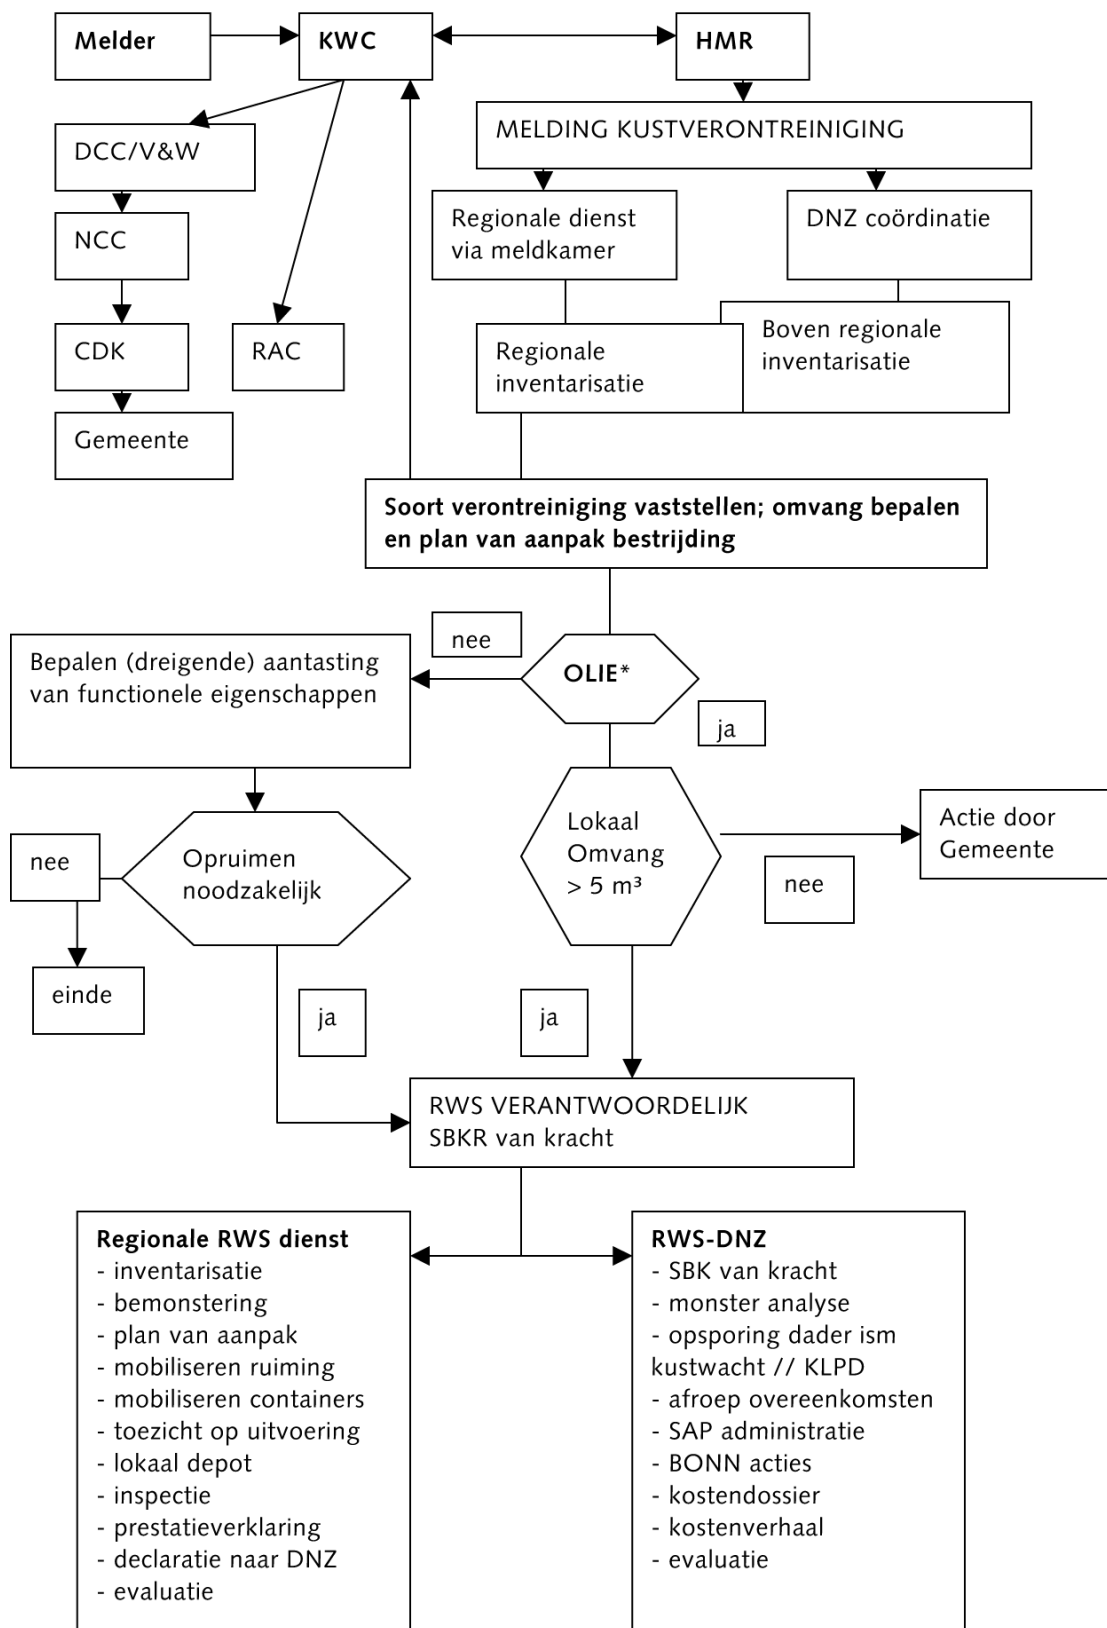 Melder
KWC
HMR
DCC/V&W
MELDING KUSTVERONTREINIGING
NCC
Regionale dienst
via meldkamer
DNZ coördinatie
CDK
RAC
Regionale
inventarisatie
Boven regionale
inventarisatie
Gemeente
Soort verontreiniging vaststellen; omvang bepalen
en plan van aanpak bestrijding
nee
OLIE*
ja
Bepalen (dreigende) aantasting
van functionele eigenschappen
Lokaal
Omvang
> 5 m³
Actie door
Gemeente
nee
nee
Opruimen
noodzakelijk
einde
ja
ja
RWS VERANTWOORDELIJK
SBKR van kracht
Regionale RWS dienst
- inventarisatie
- bemonstering
- plan van aanpak
- mobiliseren ruiming
- mobiliseren containers
- toezicht op uitvoering
- lokaal depot
- inspectie
- prestatieverklaring
- declaratie naar DNZ
- evaluatie
RWS-DNZ
- SBK van kracht
- monster analyse
- opsporing dader ism
kustwacht // KLPD
- afroep overeenkomsten
- SAP administratie
- BONN acties
- kostendossier
- kostenverhaal
- evaluatie